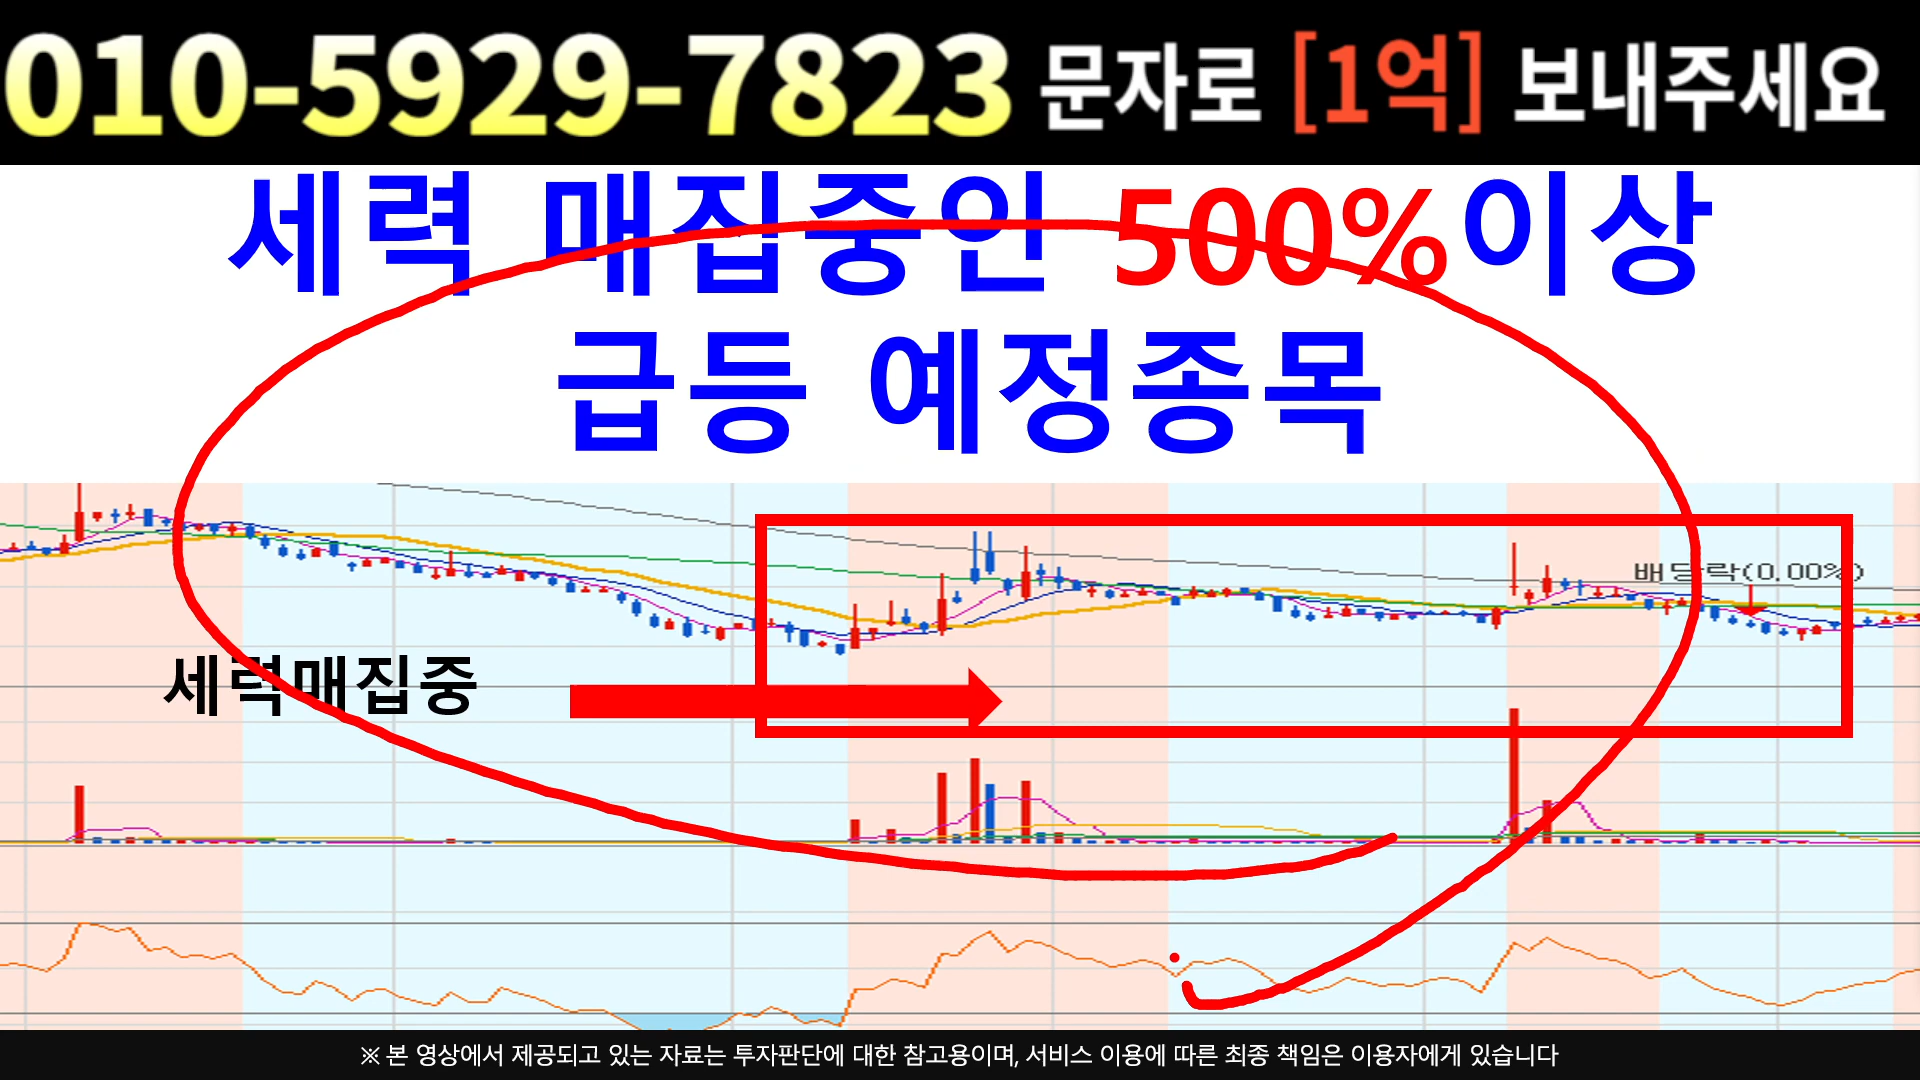 010-5929-7823 문자로 [1억] 보내주세요
세력 매집중인 500%이상
급등 예정종목
배당락(0.00%)
세력매집중
※ 본 영상에서 제공되고 있는 자료는 투자판단에 대한 참고용이며, 서비스 이용에 따른 최종 책임은 이용자에게 있습니다